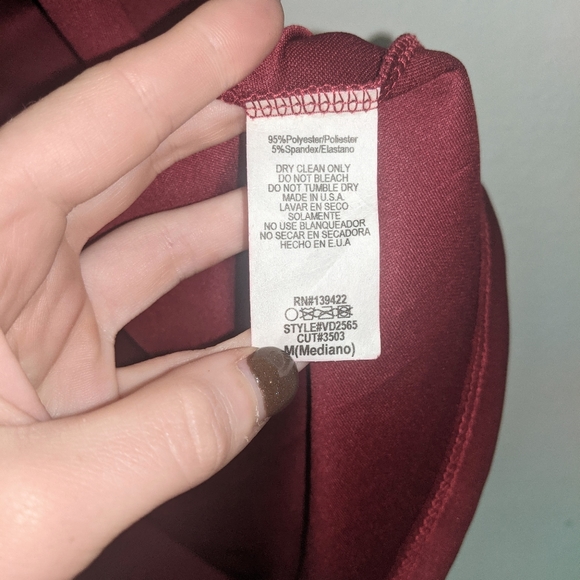 95%Polyester/Poliester
5%Spandex/Elastano
DRY CLEAN ONLY
DO NOT BLEACH
DO NOT TUMBLE DRY
MADE IN U.S.A.
LAVAR EN SECO
SOLAMENTE
NO USE BLANQUEADOR
NO SECAR EN SECADORA
HECHO EN E.U.A
RN#139422
STYLE#VD2565
CUT#3503
M(Mediano)